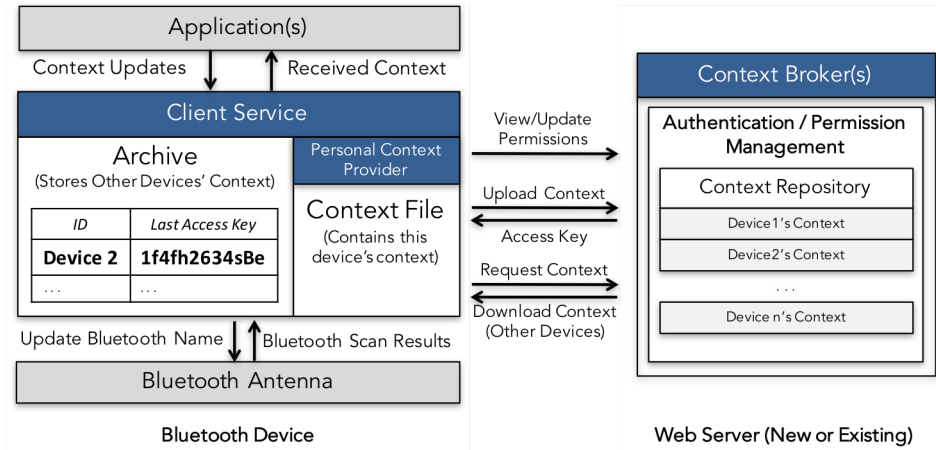 Application(s)
Context Updates
Received Context
Client Service
Archive
(Stores Other Devices' Context)
ID
Last Access Key
Device 2
1f4fh2634sBe
...
...
Personal Context
Provider
Context File
(Contains this
device's context)
Update Bluetooth Name
Bluetooth Scan Results
Bluetooth Antenna
Bluetooth Device
View/Update
Permissions
Upload Context
Access Key
Request Context
Download Context
(Other Devices)
Context Broker(s)
Authentication / Permission
Management
Context Repository
Device1's Context
Device2's Context
...
Device n's Context
Web Server (New or Existing)